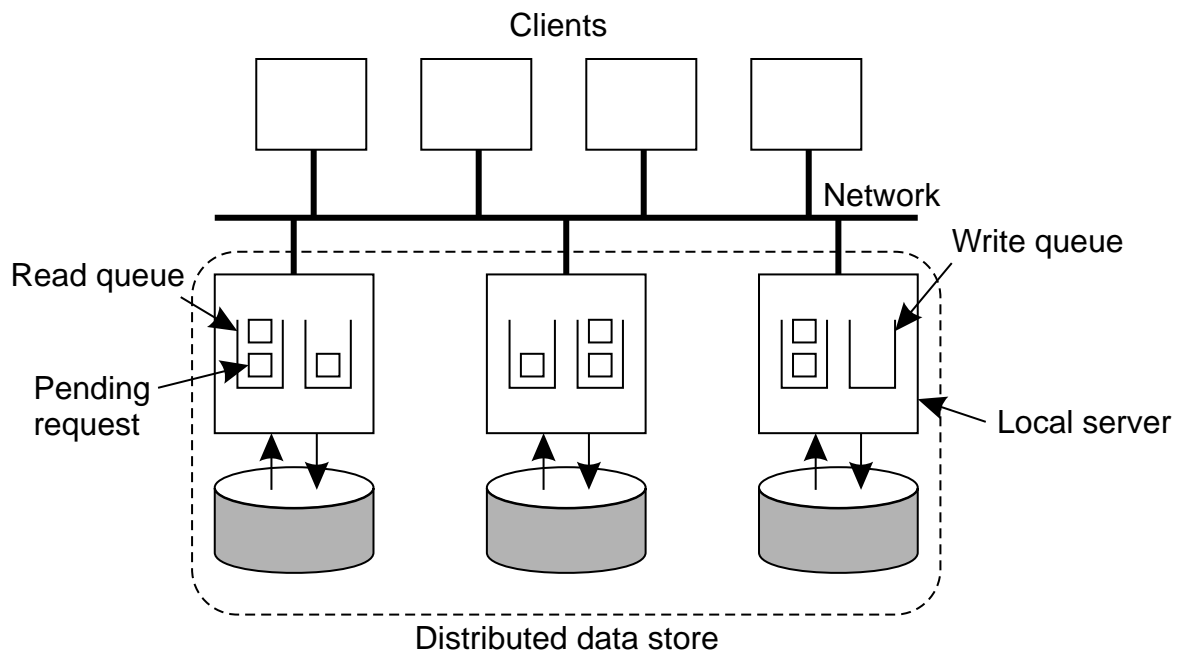 Clients
Network
Write queue
Read queue
Pending
request
Local server
Distributed data store